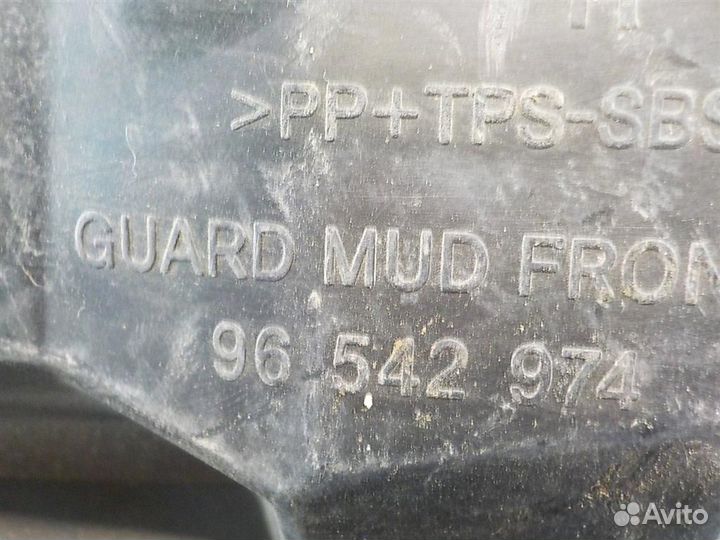 >PP+TPS-SBS
GUARD MUD FRON
96 542 974
Avito